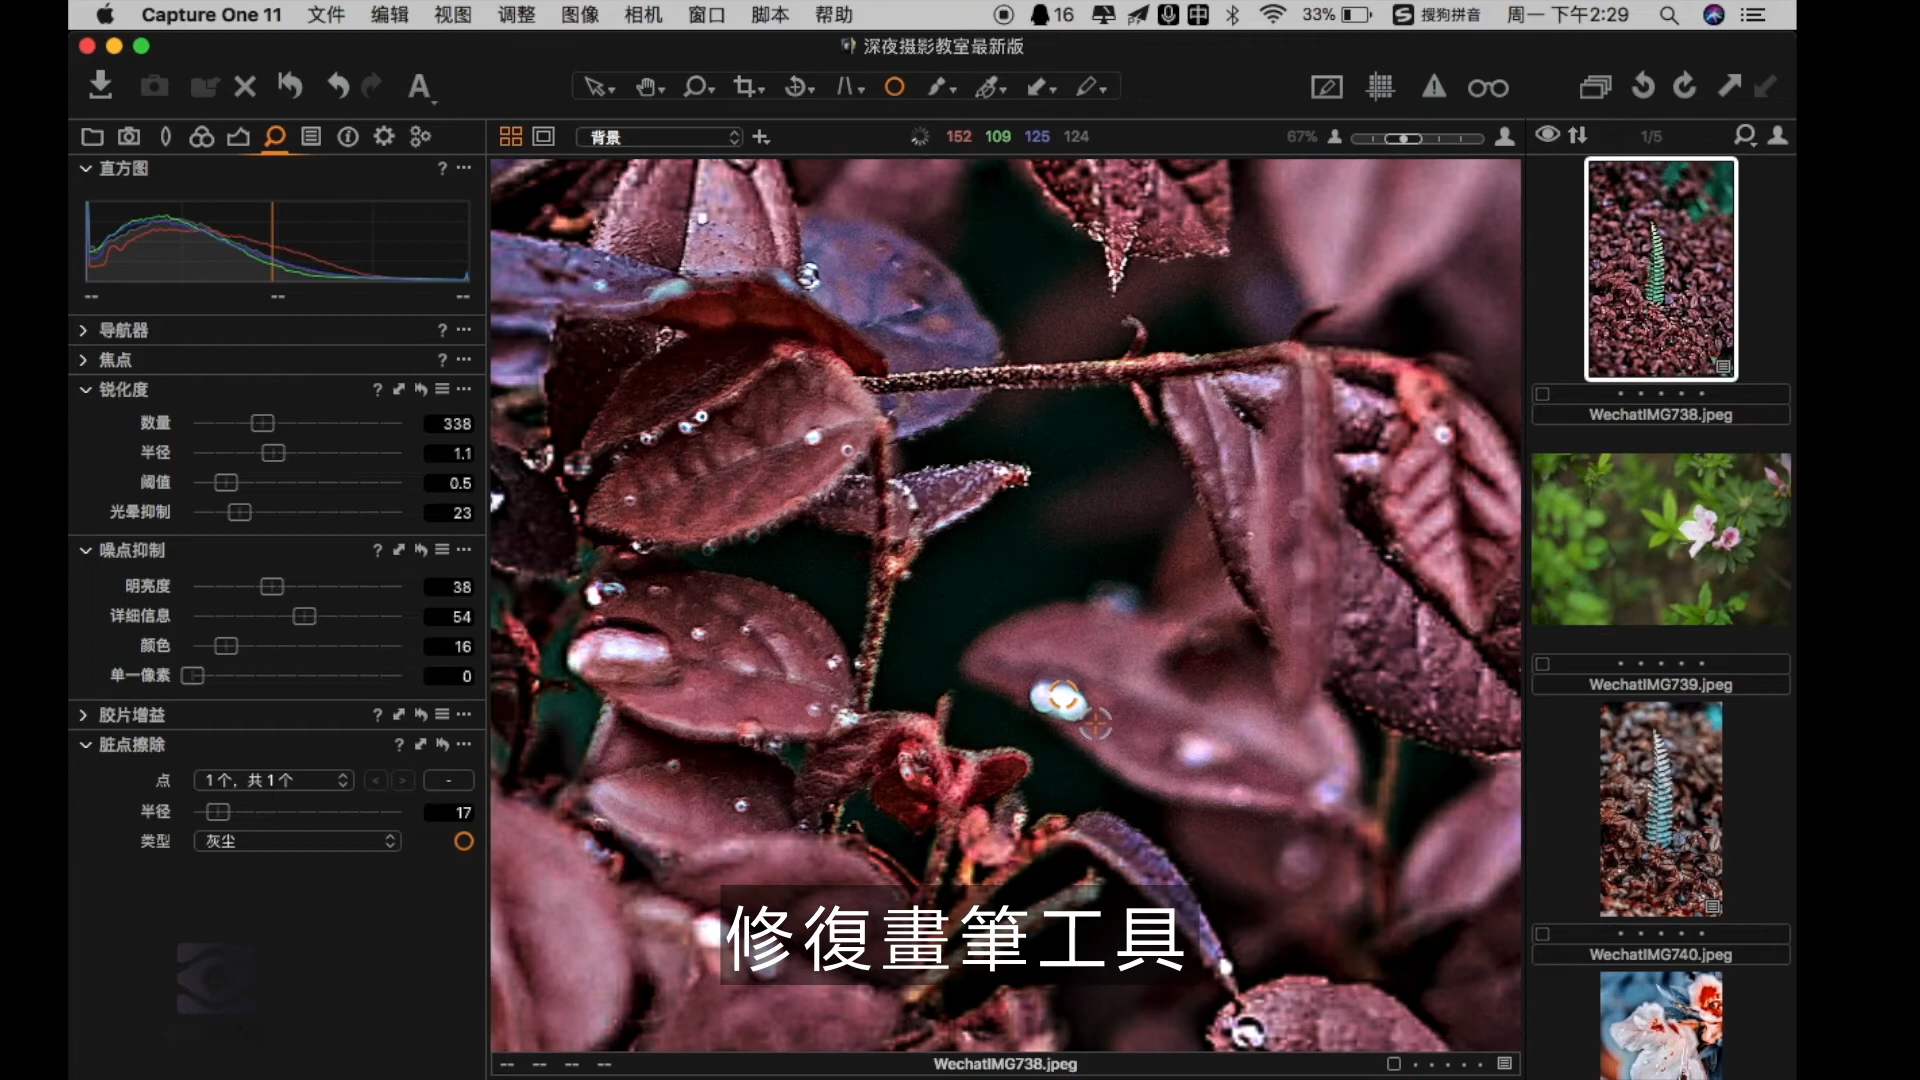 Capture One 11 文件 编辑 视图 调整 图像 相机 窗口 脚本 帮助 16 中 33% S 搜狗拼音 周一 下午2:29
深夜摄影教室最新版
A
背景 152 109 125 124 67% 1/5
直方图 ? ...
-- -- --
导航器 ? ...
焦点 ? ...
锐化度 ? ...
数量 338
半径 1.1
阈值 0.5
光晕抑制 23
噪点抑制 ? ...
明亮度 38
详细信息 54
颜色 16
单一像素 0
胶片增益 ? ...
脏点擦除 ? ...
点 1个, 共1个 < > -
半径 17
类型 灰尘
修復畫筆工具
-- -- -- -- WechatIMG738.jpeg
WechatIMG738.jpeg
WechatIMG739.jpeg
WechatIMG740.jpeg